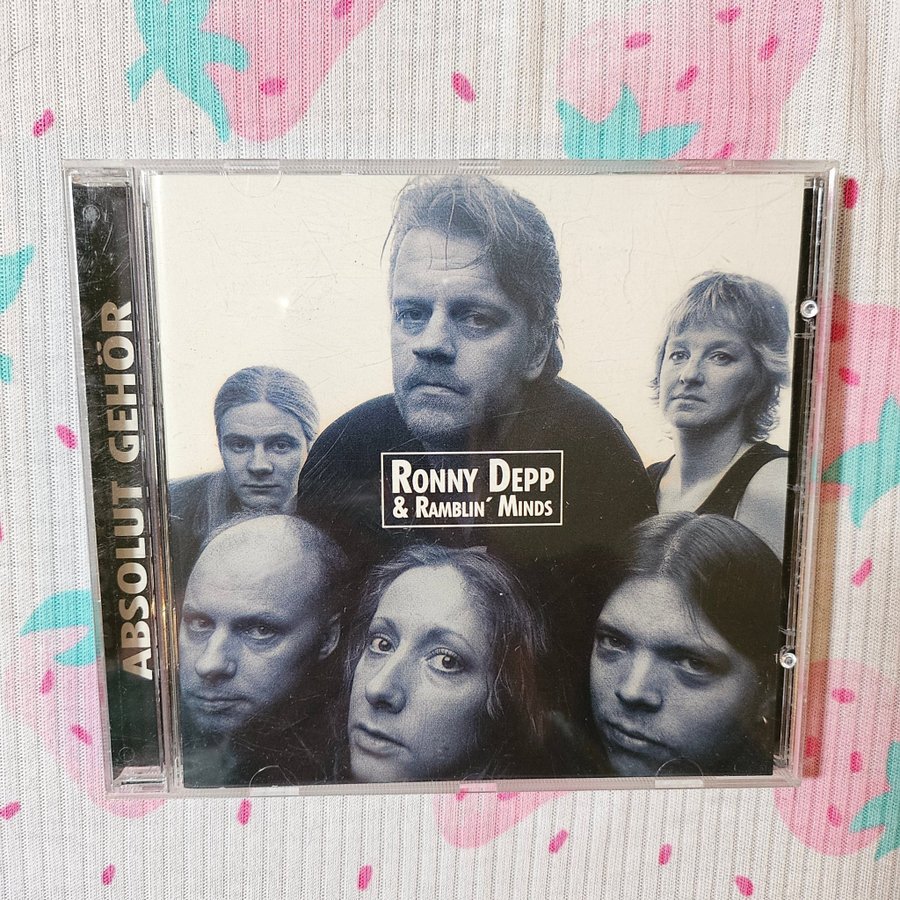 ABSOLUT GEHÖR
RONNY DEPP
& RAMBLIN´ MINDS